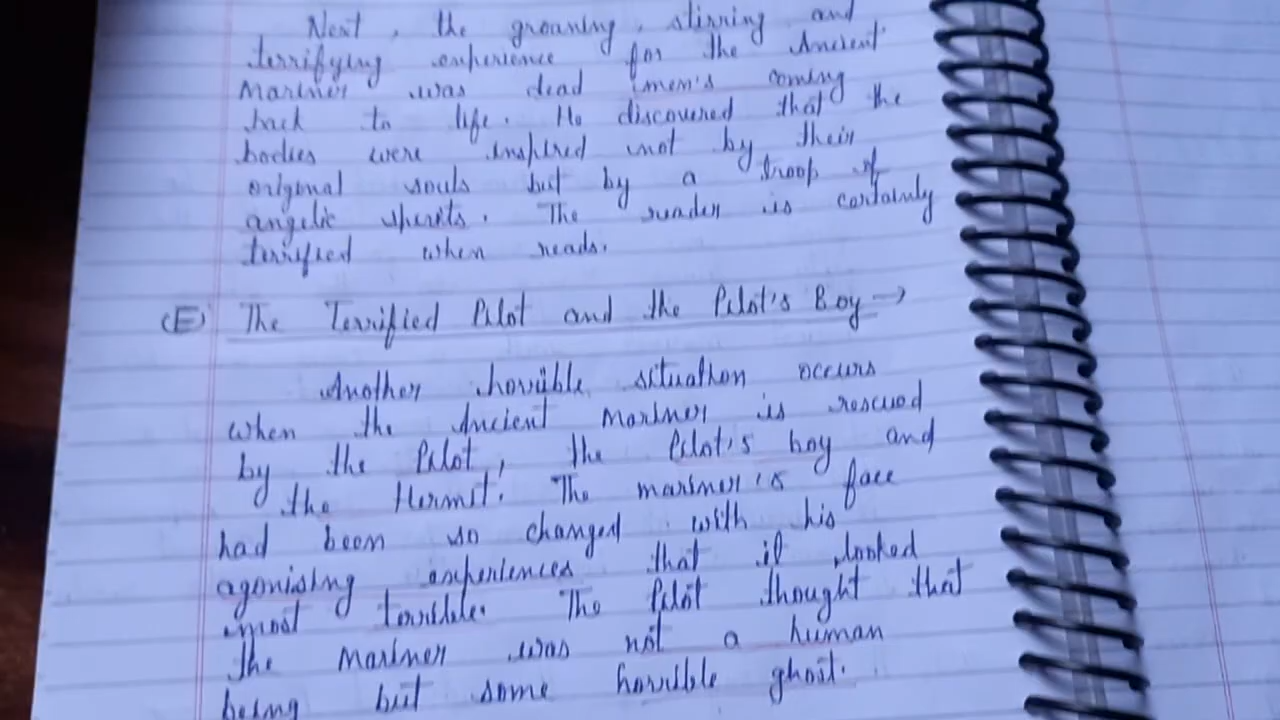 Next, the groaning, stirring and
terrifying experience for the Ancient
Mariner was dead men's coming
back to life. He discovered that the
bodies were inspired not by their
original souls but by a troop of
angelic spirits. The reader is certainly
terrified when reads.
(E) The Terrified Pilot and the Pilot's Boy →
Another horrible situation occurs
when the Ancient Mariner is rescued
by the Pilot, the Pilot's boy and
the Hermit. The mariner's face
had been so changed with his
agonising experiences that it looked
most terrible. The Pilot thought that
the Mariner was not a human
being but some horrible ghost.